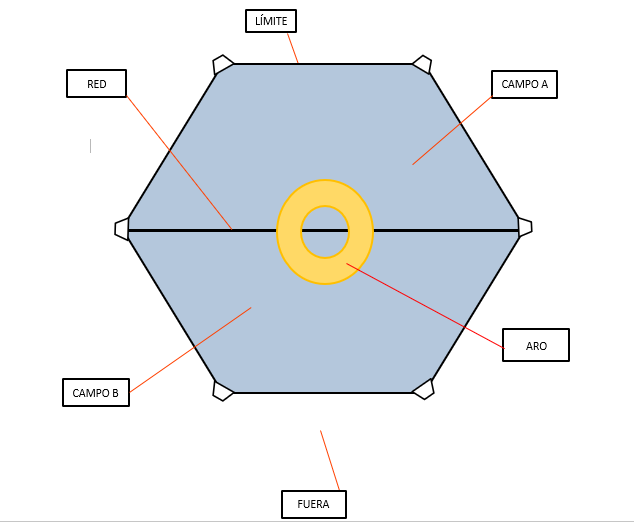 LÍMITE
RED
CAMPO A
ARO
CAMPO B
FUERA